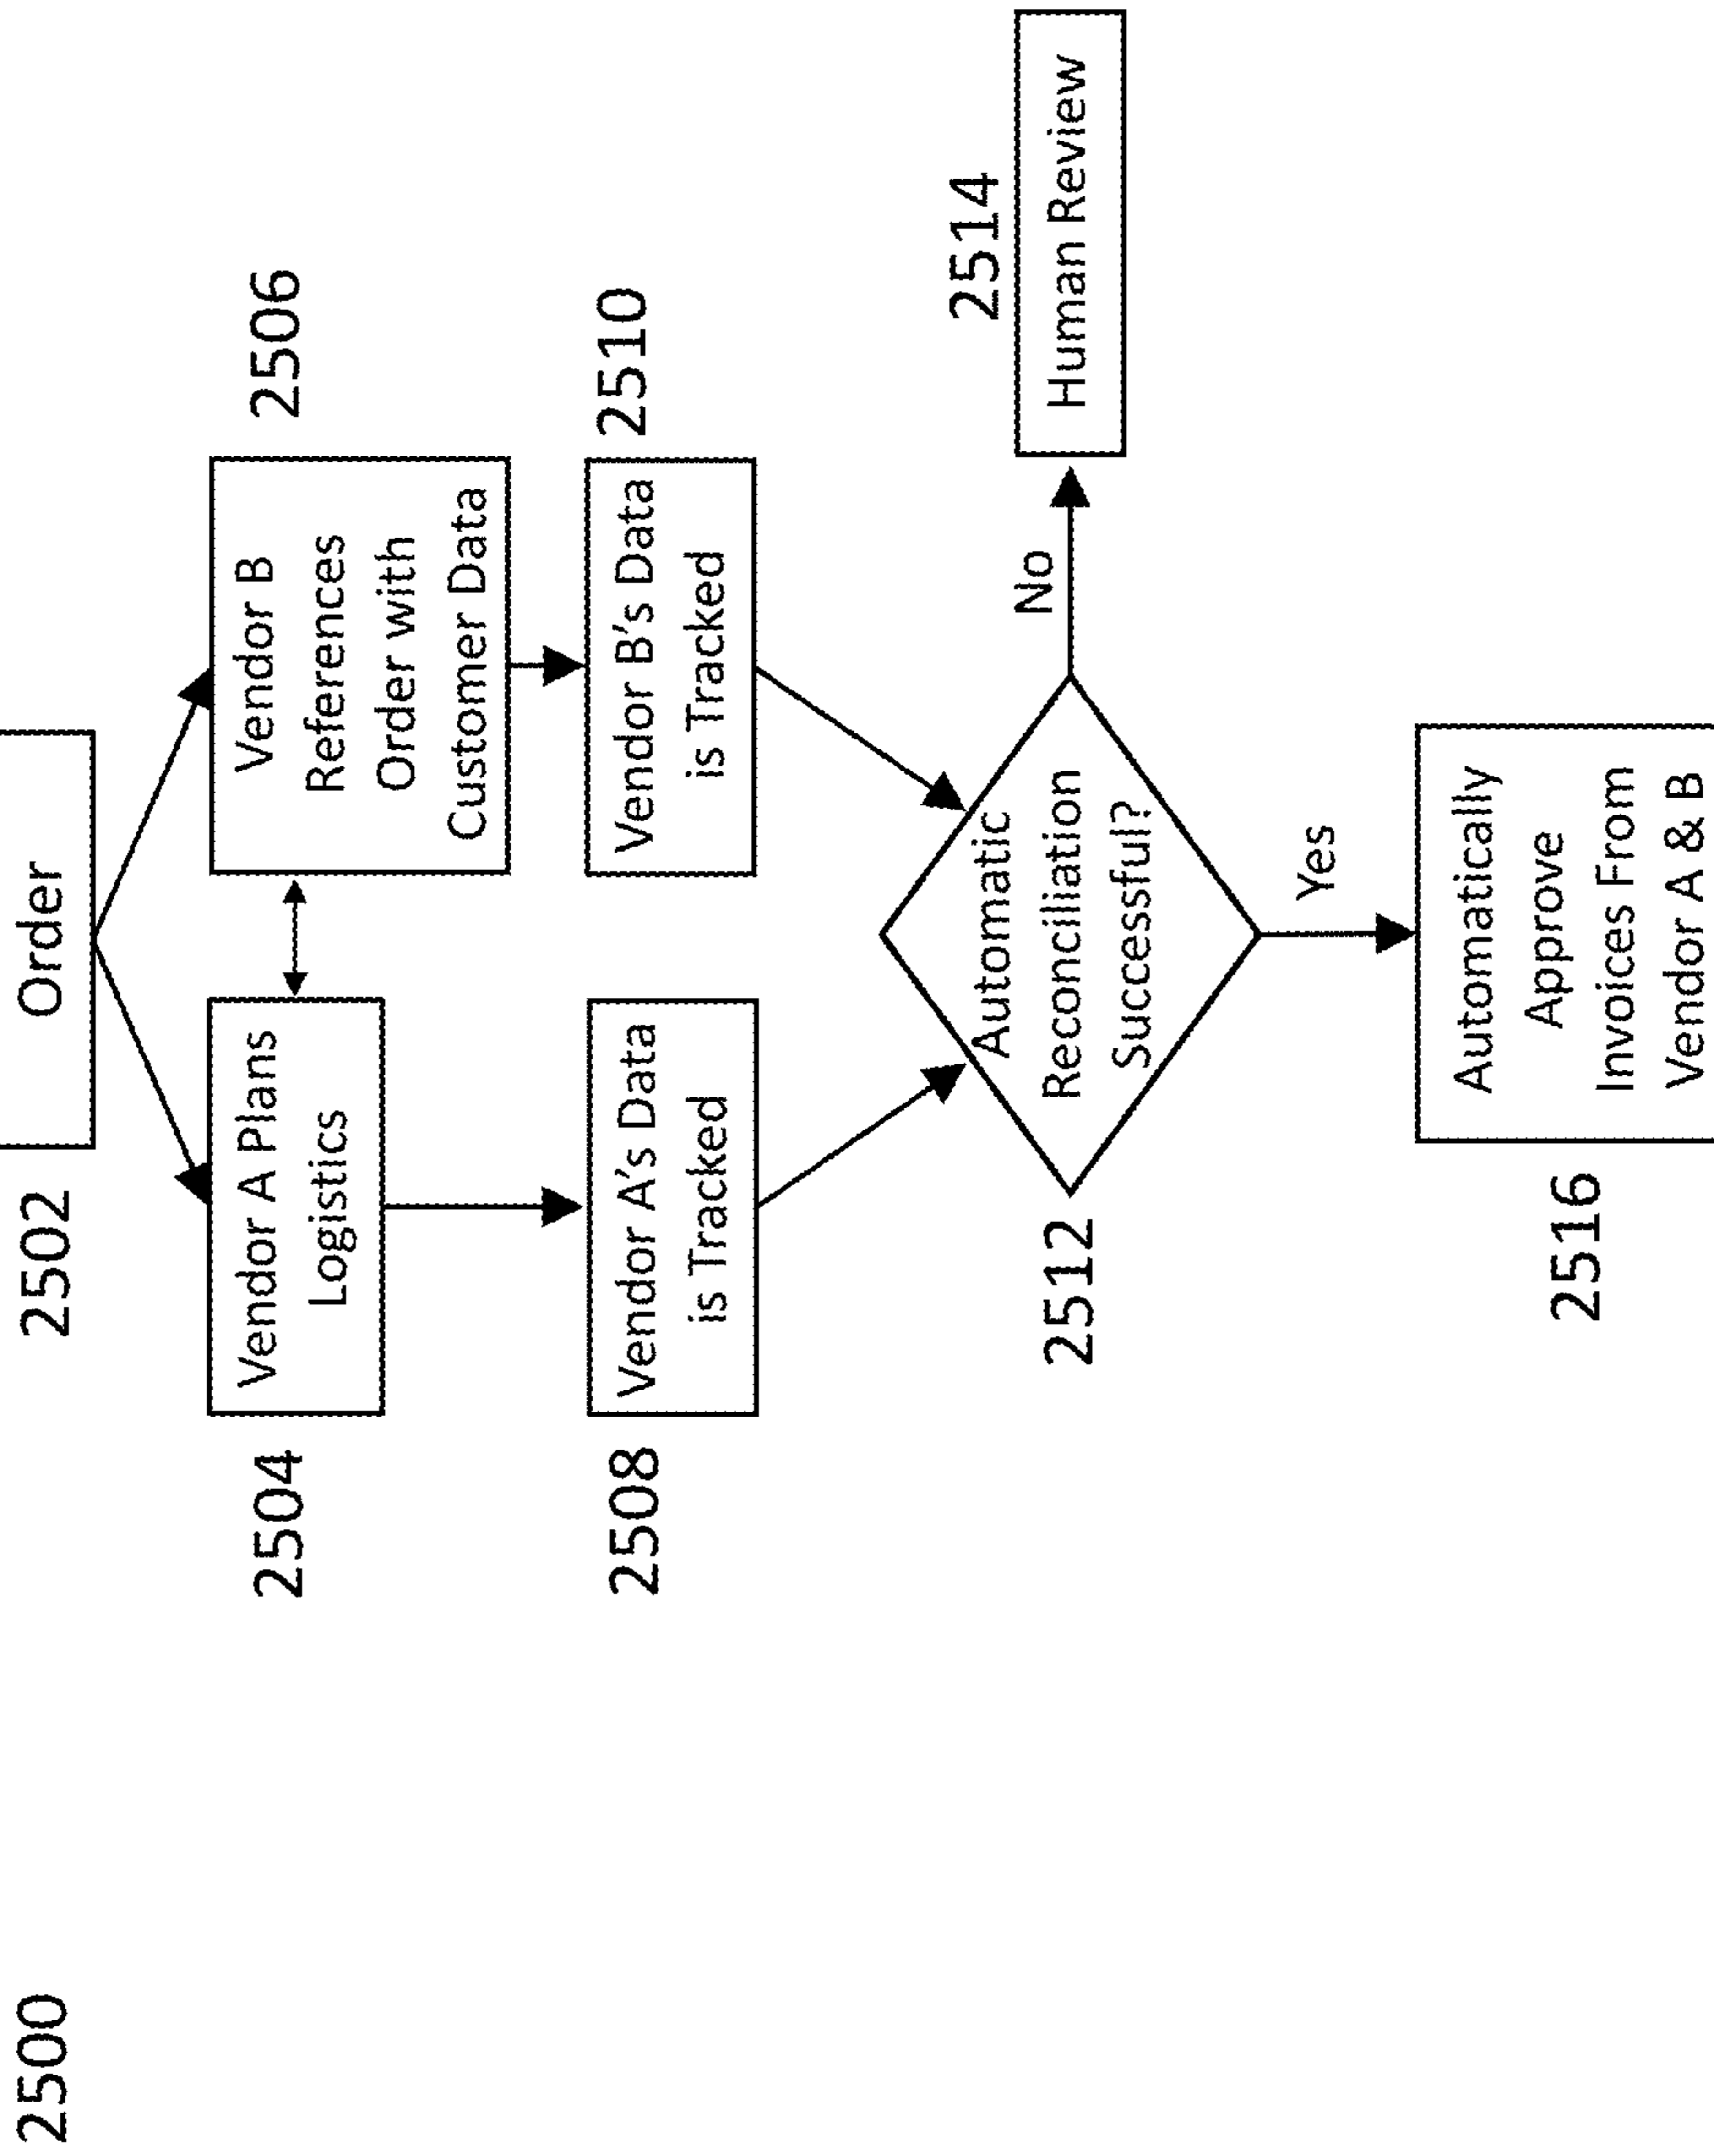 2500
2502
Order
2504
Vendor A Plans
Logistics
Vendor B
References
Order with
Customer Data
2506
2508
Vendor A's Data
is Tracked
Vendor B's Data
is Tracked
2510
2512
Automatic
Reconciliation
Successful?
No
2514
Human Review
Yes
2516
Automatically
Approve
Invoices From
Vendor A & B